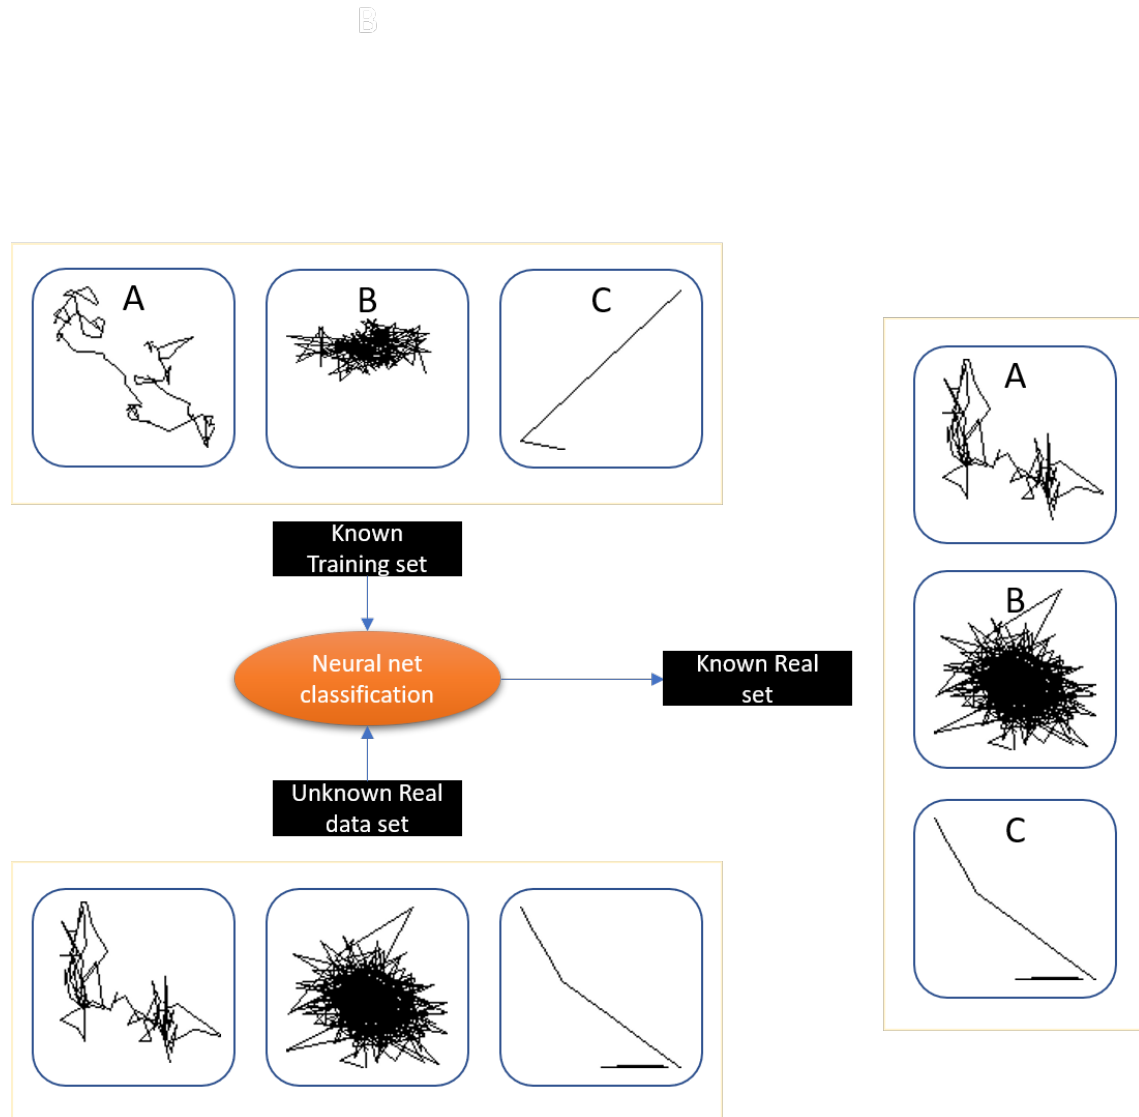 B
A
B
C
Known
Training set
Neural net
classification
Unknown Real
data set
Known Real
set
A
B
C